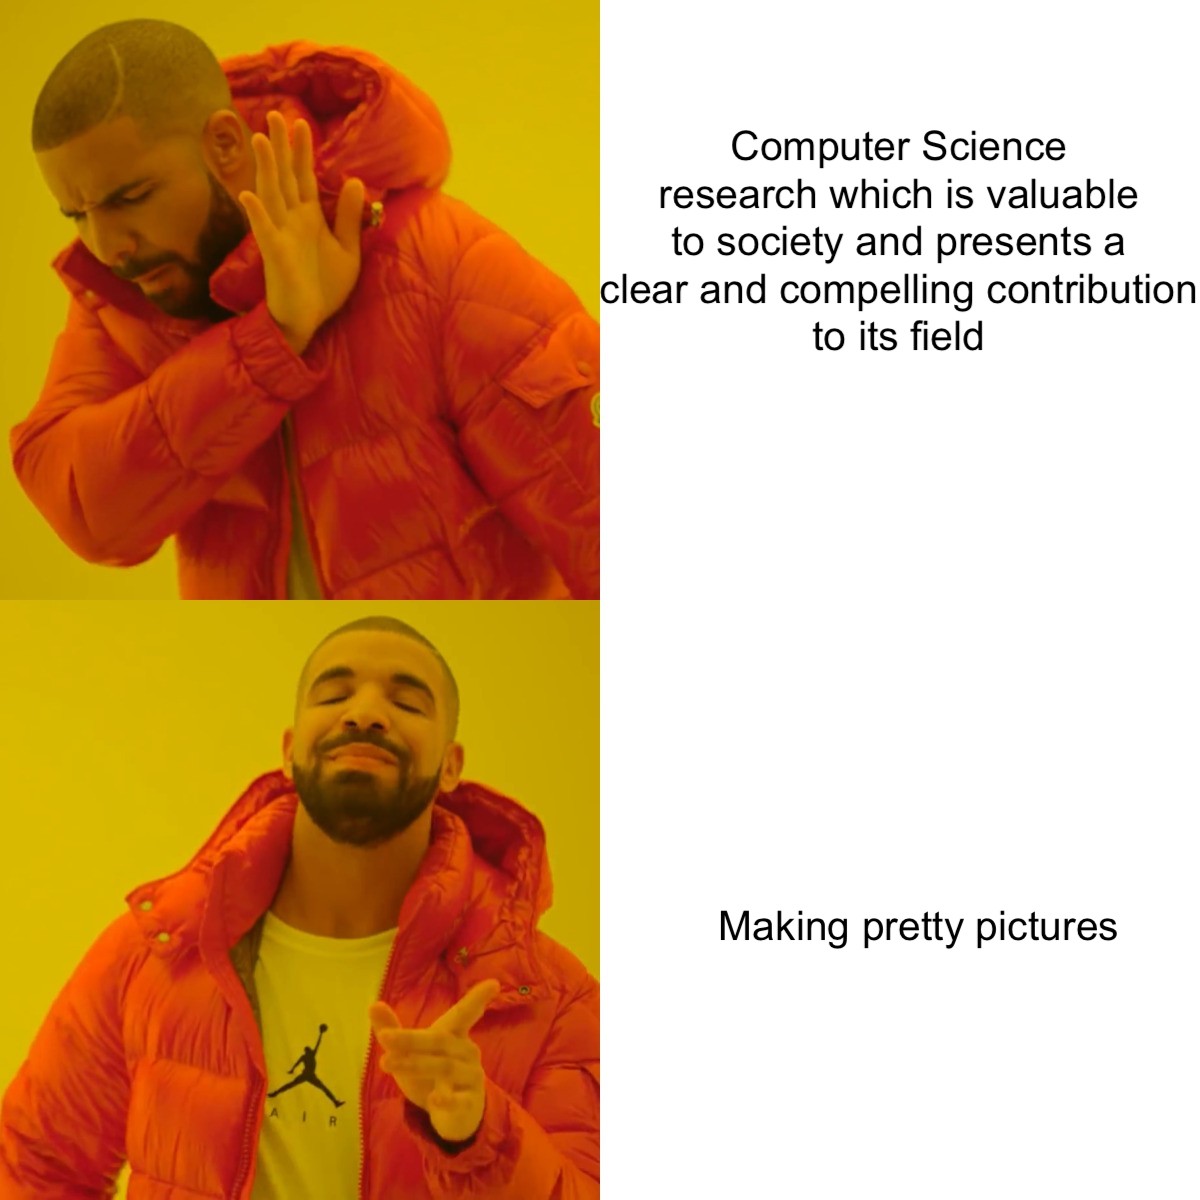 Computer Science
research which is valuable
to society and presents a
clear and compelling contribution
to its field
Making pretty pictures
AIR